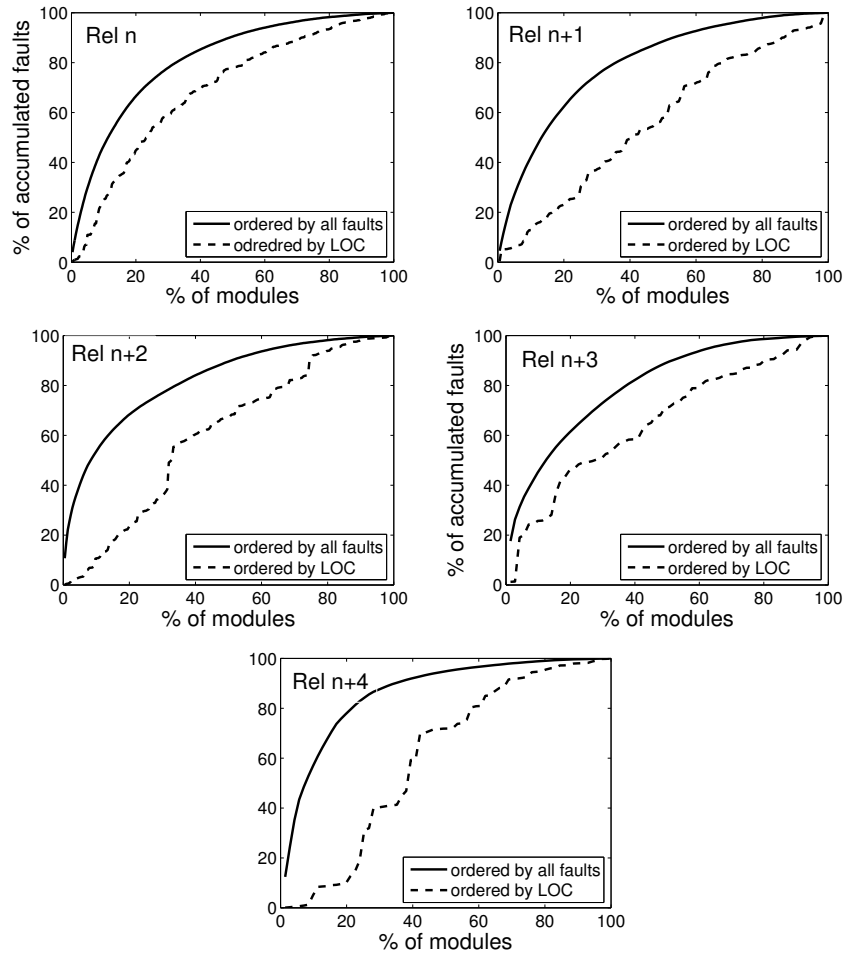 Rel n
% of accumulated faults
100
80
60
40
20
0
ordered by all faults
odredred by LOC
0 20 40 60 80 100
% of modules
Rel n+1
100
80
60
40
20
0
ordered by all faults
ordered by LOC
0 20 40 60 80 100
% of modules
Rel n+2
100
80
60
40
20
0
ordered by all faults
ordered by LOC
0 20 40 60 80 100
% of modules
Rel n+3
% of accumulated faults
100
80
60
40
20
0
ordered by all faults
ordered by LOC
0 20 40 60 80 100
% of modules
Rel n+4
100
80
60
40
20
0
ordered by all faults
ordered by LOC
0 20 40 60 80 100
% of modules